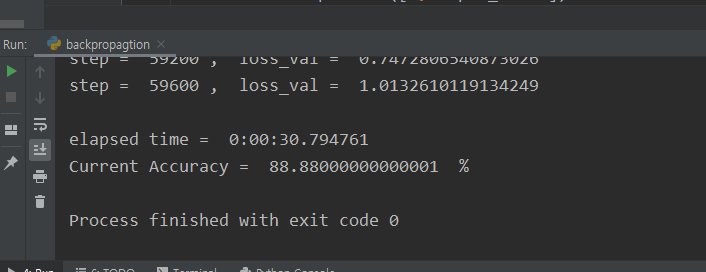 Run: backpropagtion
step = 59200 , loss_val = 0.7472806540873026
step = 59600 , loss_val = 1.0132610119134249
elapsed time = 0:00:30.794761
Current Accuracy = 88.88000000000001 %
Process finished with exit code 0
4: Run 6: TODO Terminal Python Console